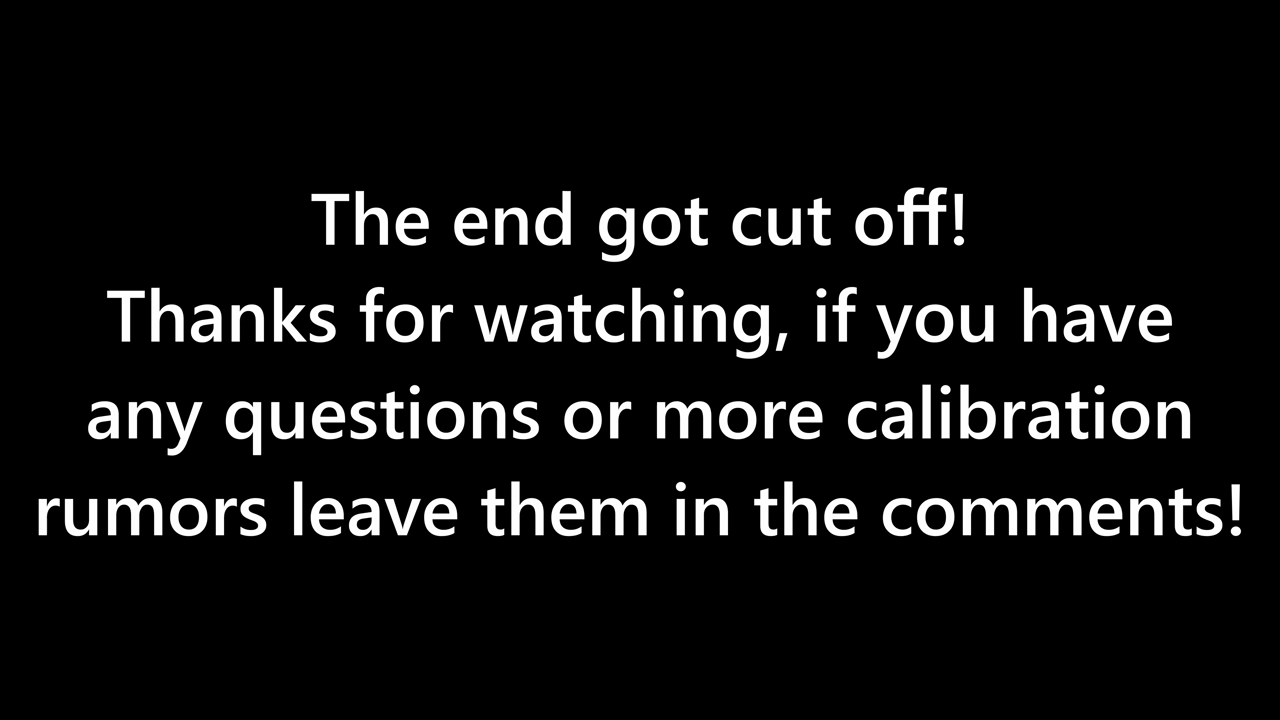 The end got cut off!
Thanks for watching, if you have
any questions or more calibration
rumors leave them in the comments!